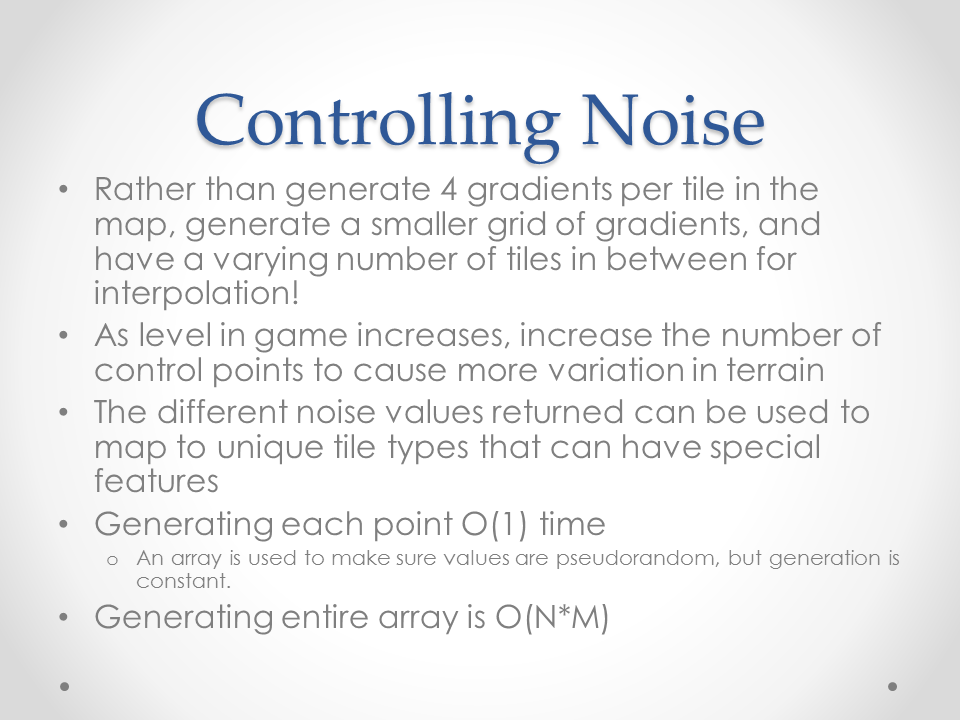 Controlling Noise
• Rather than generate 4 gradients per tile in the
map, generate a smaller grid of gradients, and
have a varying number of tiles in between for
interpolation!
• As level in game increases, increase the number of
control points to cause more variation in terrain
• The different noise values returned can be used to
map to unique tile types that can have special
features
• Generating each point O(1) time
o An array is used to make sure values are pseudorandom, but generation is
constant.
• Generating entire array is O(N*M)